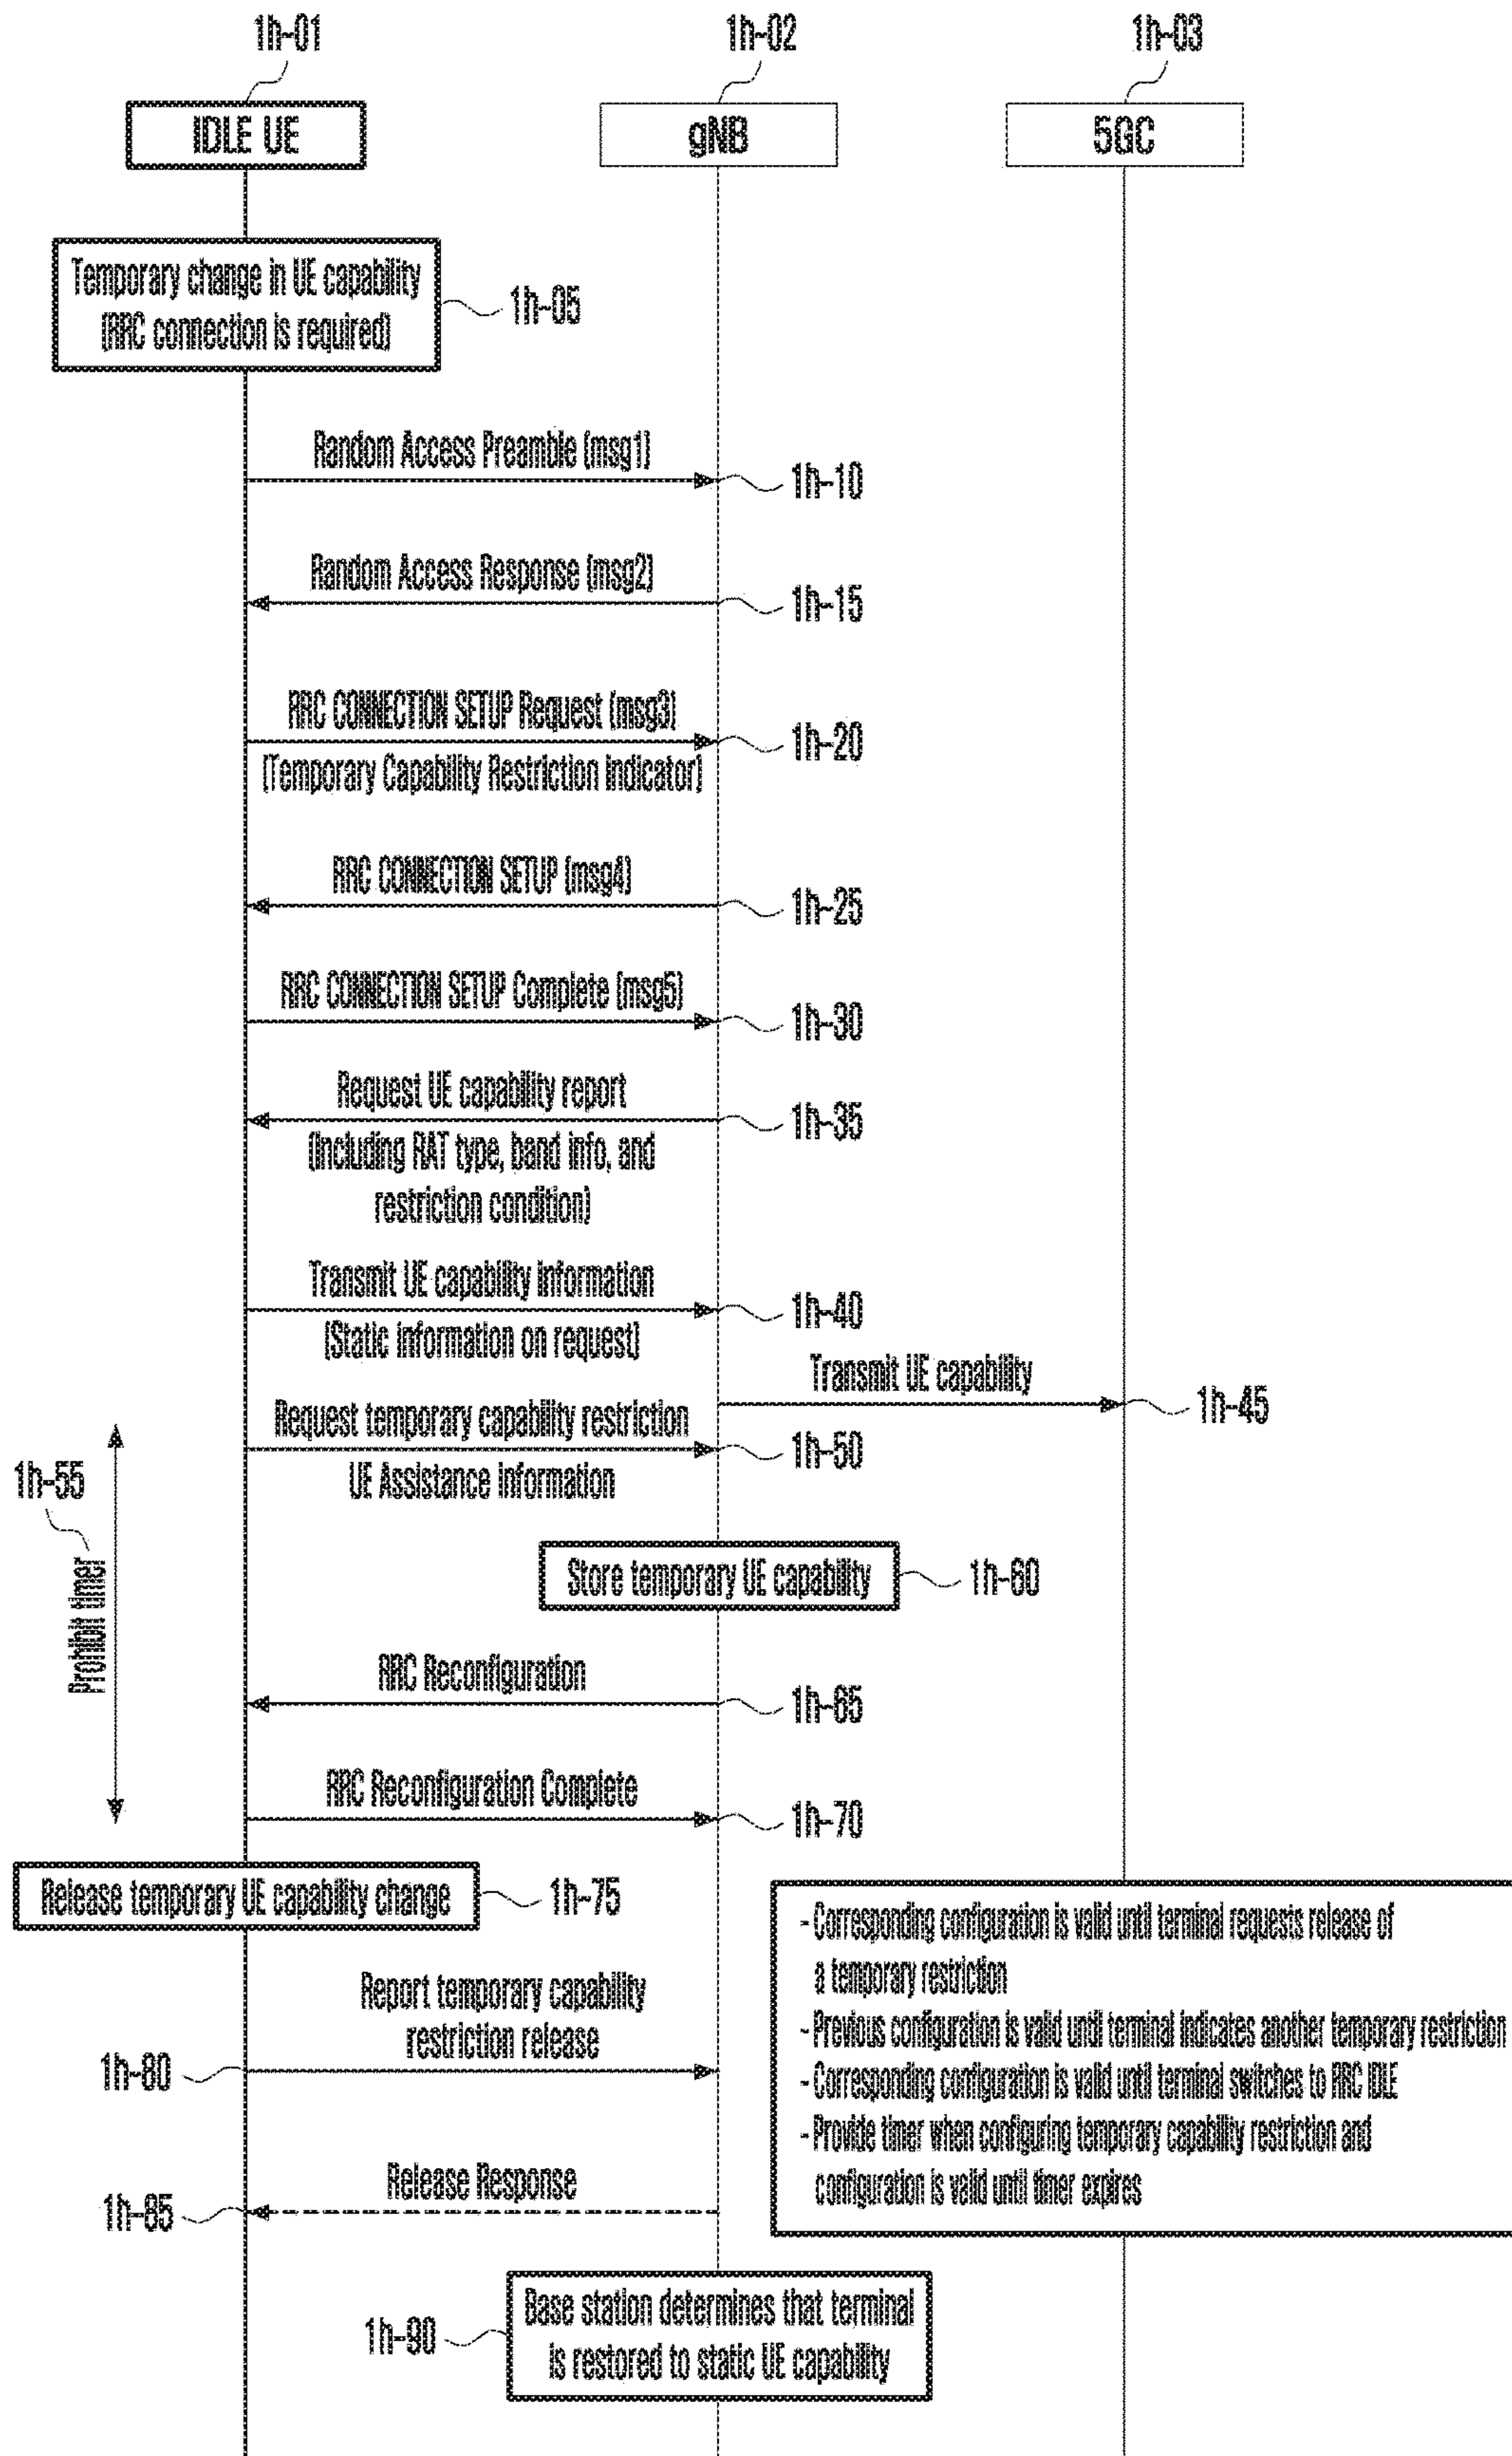 1h-01
1h-02
1h-03
IDLE UE
gNB
5GC
Temporary change in UE capability
(RRC connection is required)
1h-05
Random Access Preamble (msg1)
1h-10
Random Access Response (msg2)
1h-15
RRC CONNECTION SETUP Request (msg3)
1h-20
(Temporary Capability Restriction indicator)
RRC CONNECTION SETUP (msg4)
1h-25
RRC CONNECTION SETUP Complete (msg5)
1h-30
Request UE capability report
1h-35
(Including RAT type, band info, and
restriction condition)
Transmit UE capability information
1h-40
(Static information on request)
Transmit UE capability
1h-45
Request temporary capability restriction
1h-50
UE Assistance information
1h-55
Prohibit timer
Store temporary UE capability
1h-60
RRC Reconfiguration
1h-65
RRC Reconfiguration Complete
1h-70
Release temporary UE capability change
1h-75
- Corresponding configuration is valid until terminal requests release of
a temporary restriction
- Previous configuration is valid until terminal indicates another temporary restriction
- Corresponding configuration is valid until terminal switches to RRC IDLE
- Provide timer when configuring temporary capability restriction and
configuration is valid until timer expires
Report temporary capability
restriction release
1h-80
Release Response
1h-85
Base station determines that terminal
is restored to static UE capability
1h-90